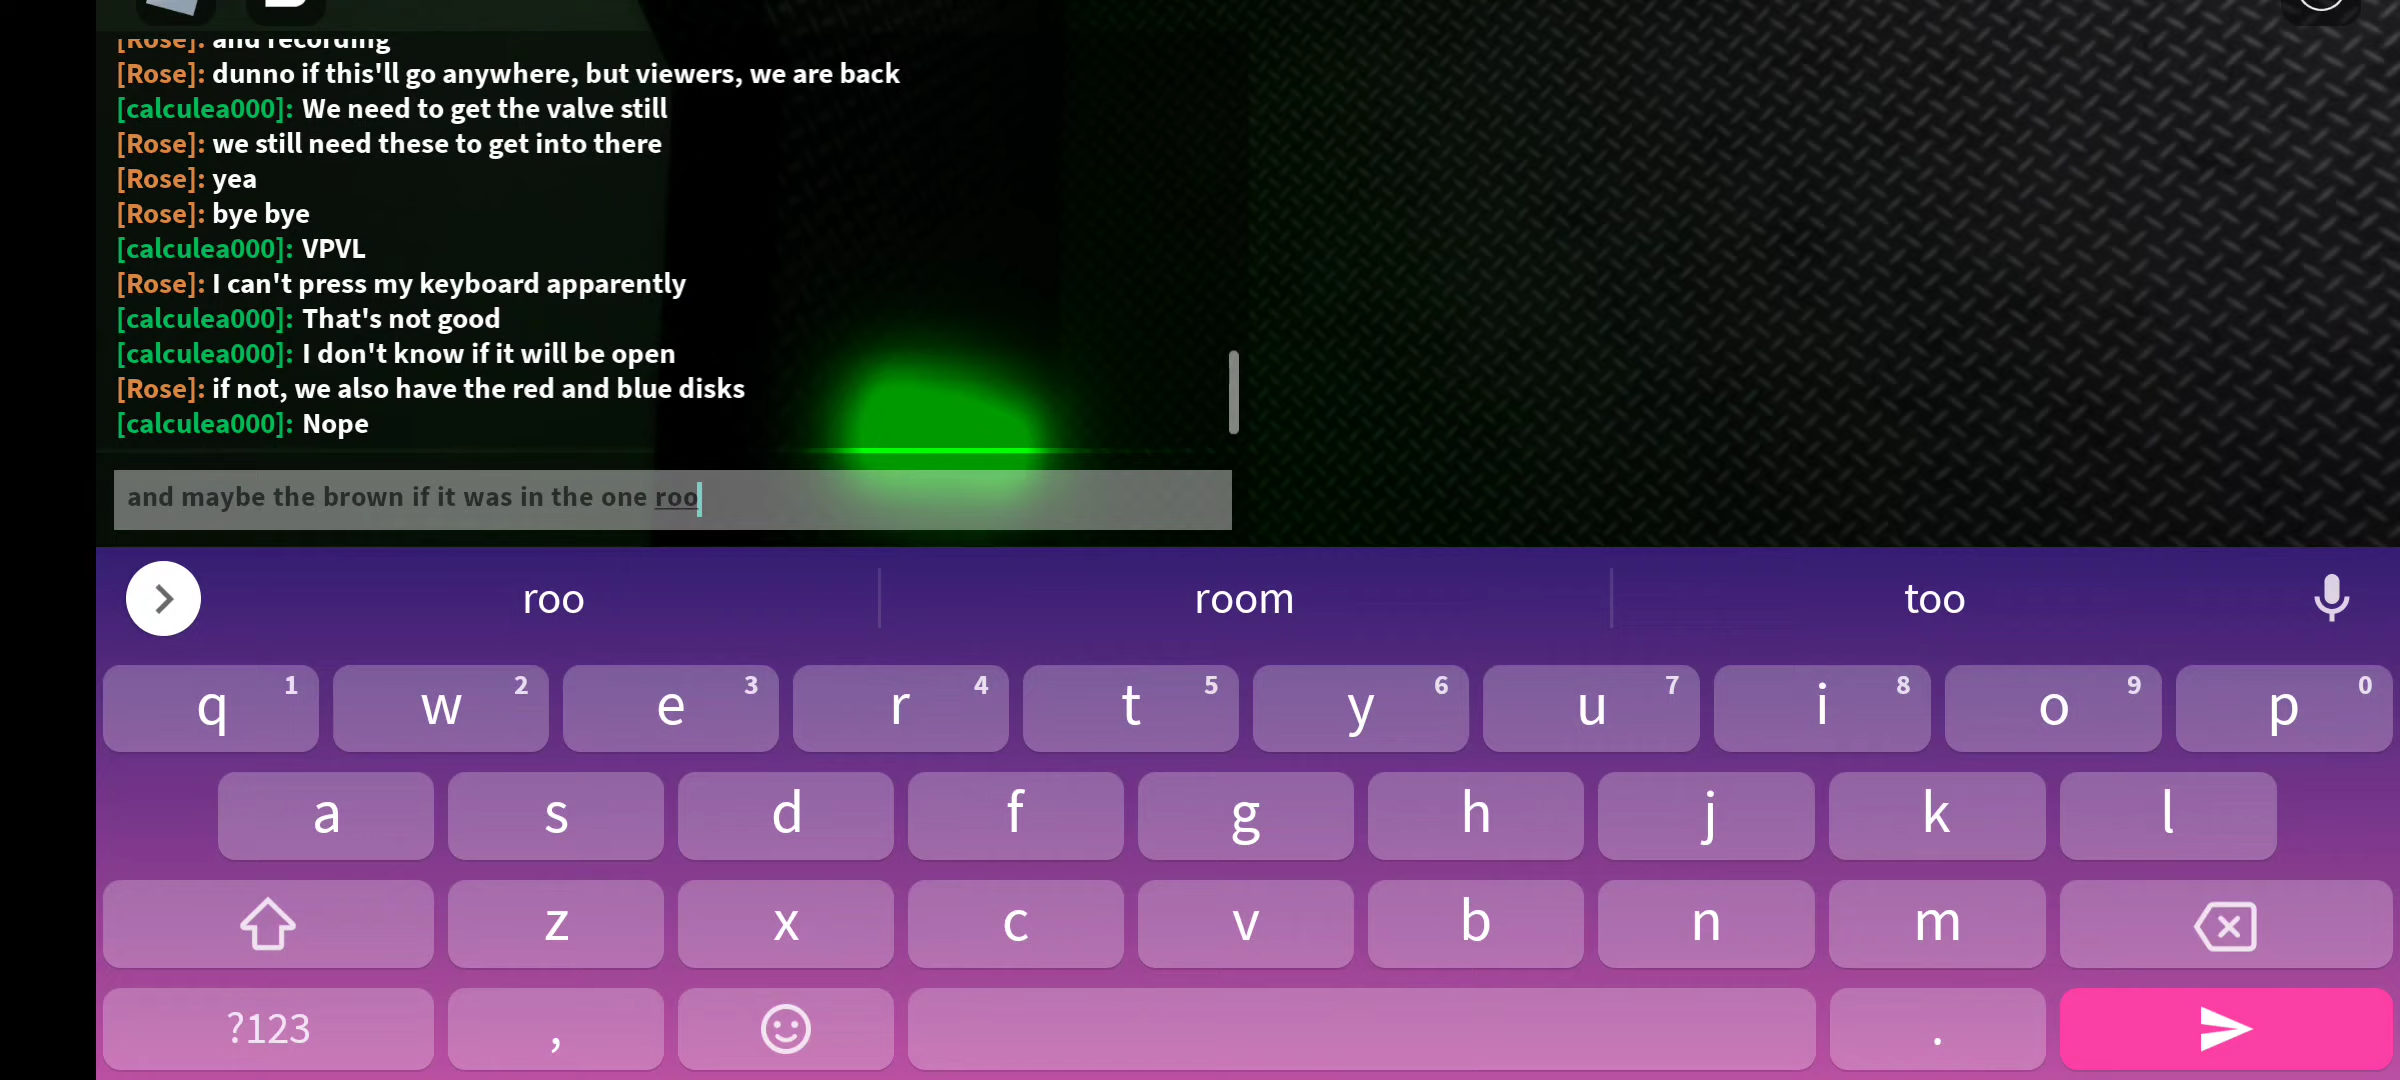 [Rose]: and recording
[Rose]: dunno if this'll go anywhere, but viewers, we are back
[calculea000]: We need to get the valve still
[Rose]: we still need these to get into there
[Rose]: yea
[Rose]: bye bye
[calculea000]: VPVL
[Rose]: I can't press my keyboard apparently
[calculea000]: That's not good
[calculea000]: I don't know if it will be open
[Rose]: if not, we also have the red and blue disks
[calculea000]: Nope
and maybe the brown if it was in the one roo
roo room too
q 1 w 2 e 3 r 4 t 5 y 6 u 7 i 8 o 9 p 0
a s d f g h j k l
z x c v b n m
?123 , .